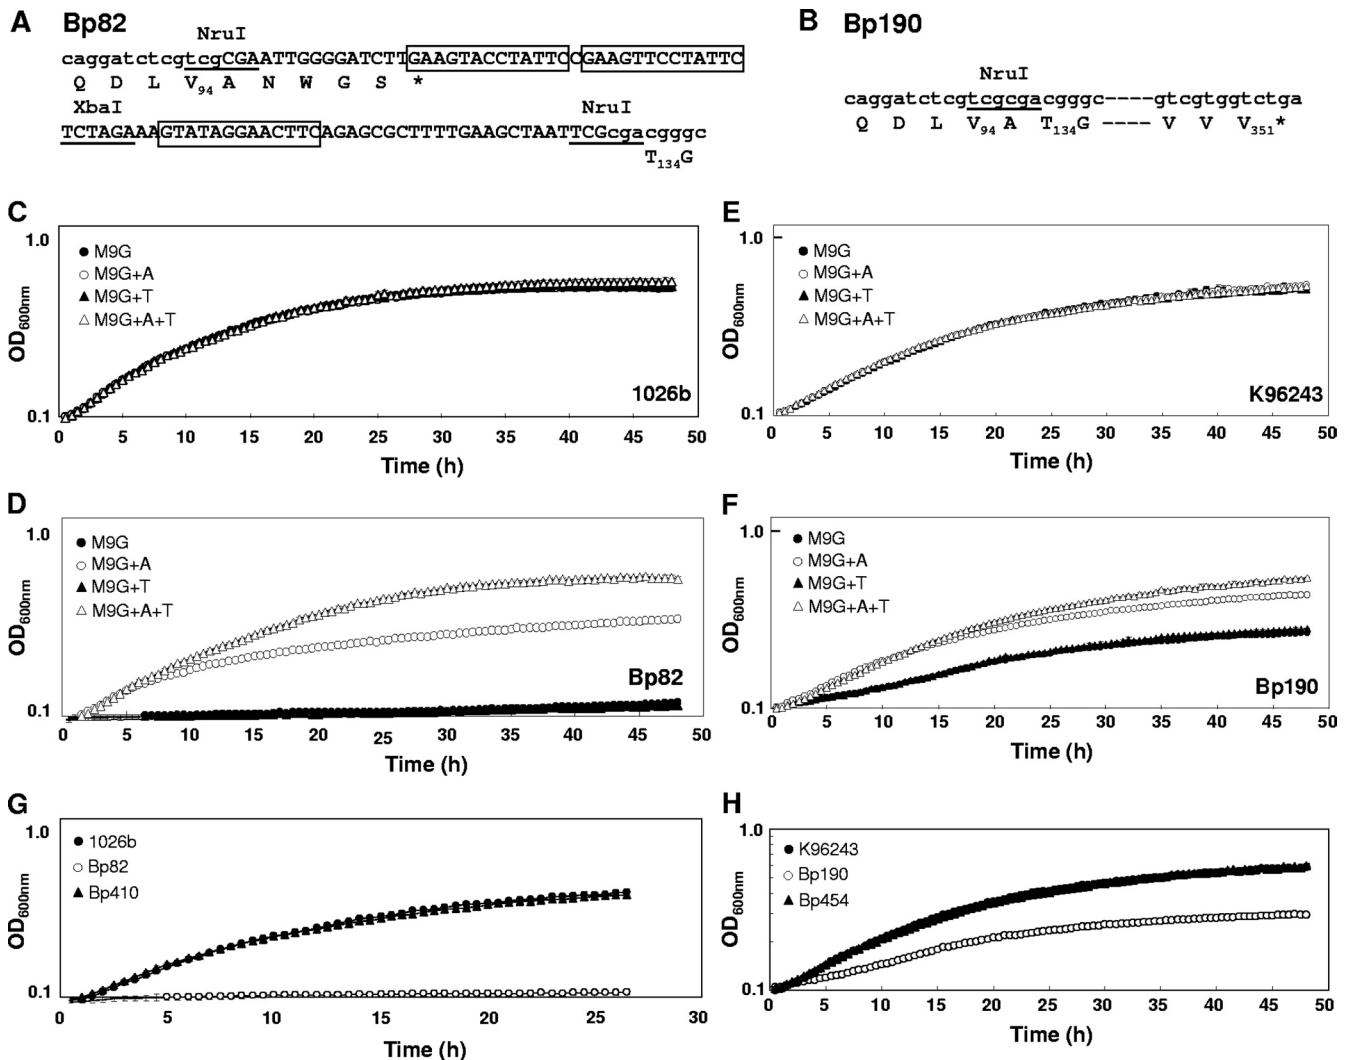 A Bp82
NruI
caggatctcgtcgCGAATTGGGGATCTTGAAGTACCTATTCCGAAGTTCCTATTC
Q D L V94 A N W G S *
XbaI NruI
TCTAGAAAGTATAGGAACTTCAGAGCGCTTTTGAAGCTAATTCGCgacgggc
T134G
B Bp190
NruI
caggatctcgtcgcgacgggc----gtcgtggtctga
Q D L V94 A T134G ---- V V V351*
C
1.0
M9G
M9G+A
M9G+T
M9G+A+T
OD600nm
1026b
0.1
0 5 10 15 20 25 30 35 40 45 50
Time (h)
E
1.0
M9G
M9G+A
M9G+T
M9G+A+T
OD600nm
K96243
0.1
0 5 10 15 20 25 30 35 40 45 50
Time (h)
D
1.0
M9G
M9G+A
M9G+T
M9G+A+T
OD600nm
Bp82
0.1
0 5 10 15 20 25 30 35 40 45 50
Time (h)
F
1.0
M9G
M9G+A
M9G+T
M9G+A+T
OD600nm
Bp190
0.1
0 5 10 15 20 25 30 35 40 45 50
Time (h)
G
1.0
1026b
Bp82
Bp410
OD600nm
0.1
0 5 10 15 20 25 30
Time (h)
H
1.0
K96243
Bp190
Bp454
OD600nm
0.1
0 5 10 15 20 25 30 35 40 45 50
Time (h)